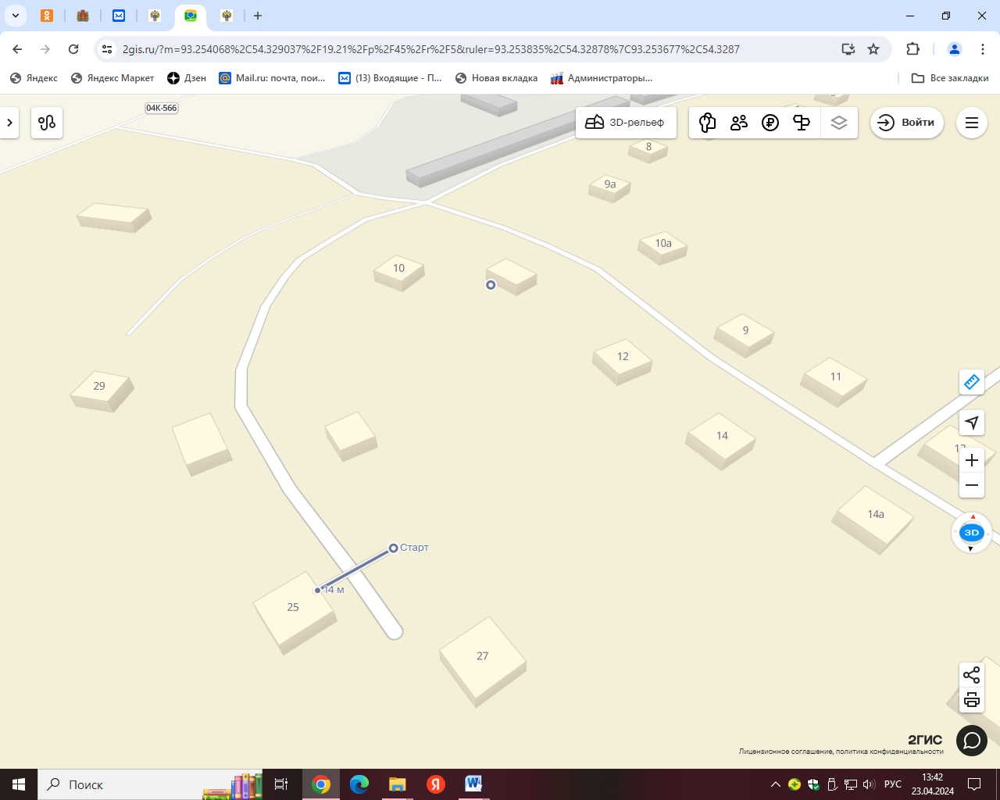 2gis.ru/?m=93.254068%2C54.329037%2F19.21%2Fp%2F45%2Fr%2F5&ruler=93.253835%2C54.32878%7C93.253677%2C54.3287
Яндекс
Яндекс Маркет
Дзен
Mail.ru: почта, пои...
(13) Входящие - П...
Новая вкладка
Администраторы...
Все закладки
04К-566
3D-рельеф
Войти
8
9а
10а
10
9
12
11
29
14
14а
Старт
14 м
25
27
3D
2ГИС
Лицензионное соглашение, политика конфиденциальности
Поиск
РУС
13:42
23.04.2024